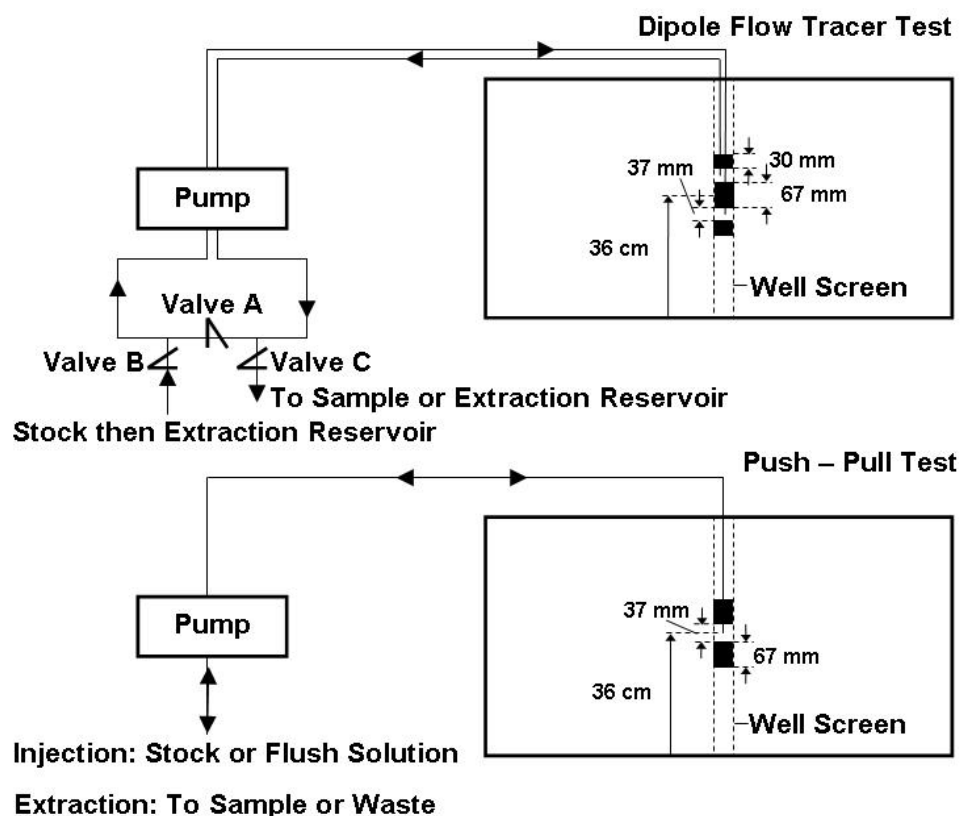 Dipole Flow Tracer Test
30 mm
37 mm
67 mm
Pump
36 cm
Well Screen
Valve A
Valve B
Valve C
To Sample or Extraction Reservoir
Stock then Extraction Reservoir
Push – Pull Test
37 mm
Pump
67 mm
36 cm
Well Screen
Injection: Stock or Flush Solution
Extraction: To Sample or Waste